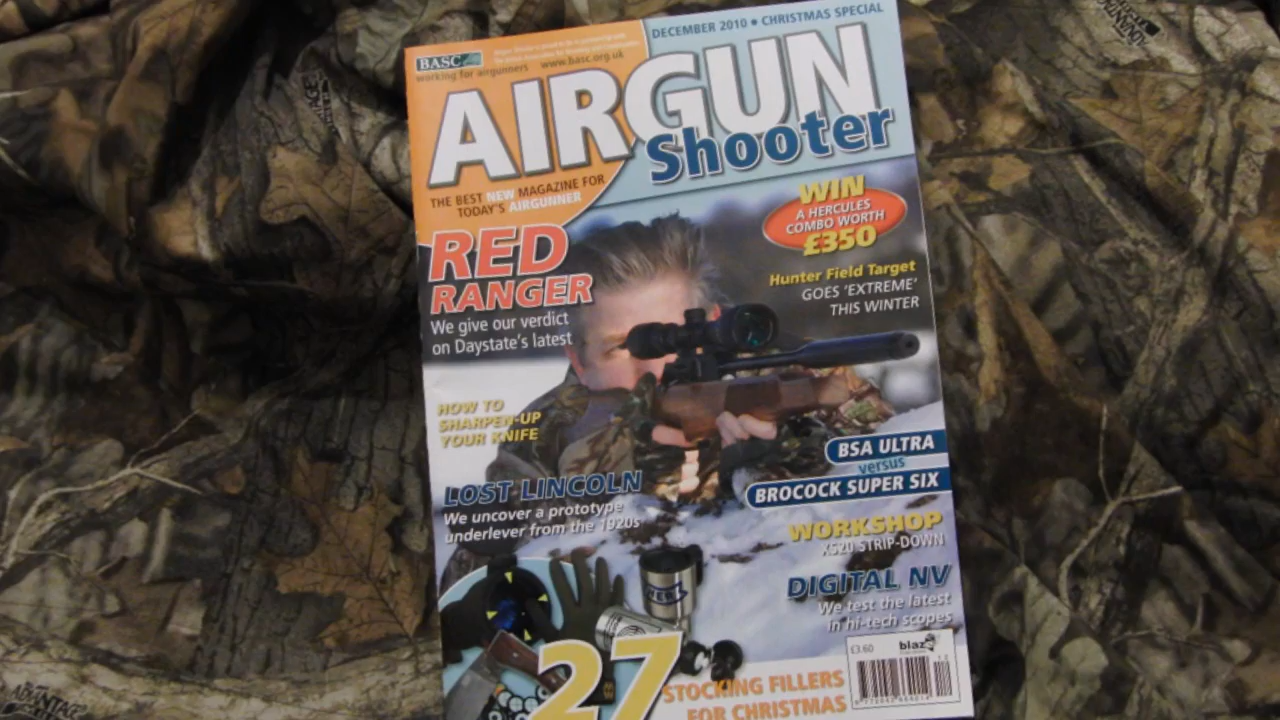 DECEMBER 2010 • CHRISTMAS SPECIAL
BASC
working for airgunners www.basc.org.uk
AIRGUN
Shooter
THE BEST NEW MAGAZINE FOR
TODAY'S AIRGUNNER
WIN
A HERCULES
COMBO WORTH
£350
RED
RANGER
We give our verdict
on Daystate's latest
Hunter Field Target
GOES 'EXTREME'
THIS WINTER
HOW TO
SHARPEN-UP
YOUR KNIFE
BSA ULTRA
versus
BROCOCK SUPER SIX
LOST LINCOLN
We uncover a prototype
underlever from the 1920s
WORKSHOP
XS20 STRIP-DOWN
DIGITAL NV
We test the latest
in hi-tech scopes
£3.60
blaze
27
STOCKING FILLERS
FOR CHRISTMAS
ADVANTAGE
ADVANTAGE
ADVANTAGE